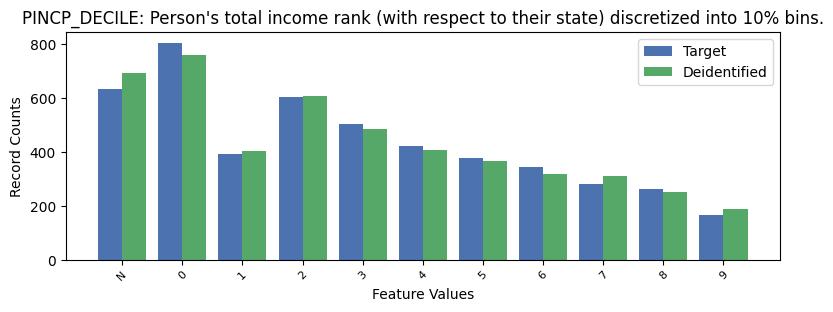 PINCP_DECILE: Person's total income rank (with respect to their state) discretized into 10% bins.
800
600
400
200
0
Record Counts
Target
Deidentified
N 0 1 2 3 4 5 6 7 8 9
Feature Values